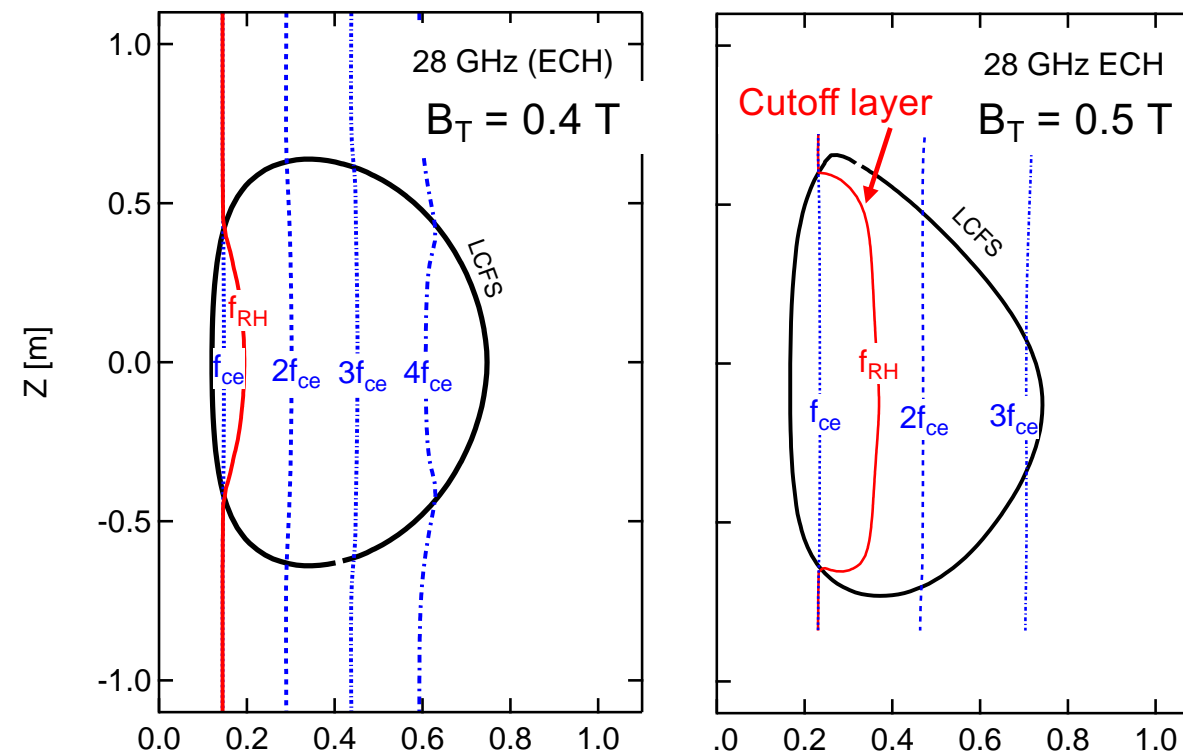 28 GHz (ECH)
B_T = 0.4 T
Z [m]
1.0
0.5
0.0
-0.5
-1.0
LCFS
f_RH
f_ce
2f_ce
3f_ce
4f_ce
0.0
0.2
0.4
0.6
0.8
1.0
28 GHz ECH
B_T = 0.5 T
Cutoff layer
LCFS
f_RH
f_ce
2f_ce
3f_ce
.0
0.2
0.4
0.6
0.8
1.0